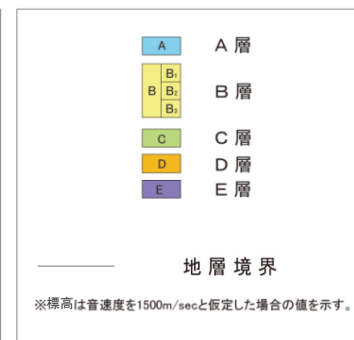 A A 層
B B₁ B₂ B₃ B 層
C C 層
D D 層
E E 層
地 層 境 界
※標高は音速度を1500m/secと仮定した場合の値を示す。